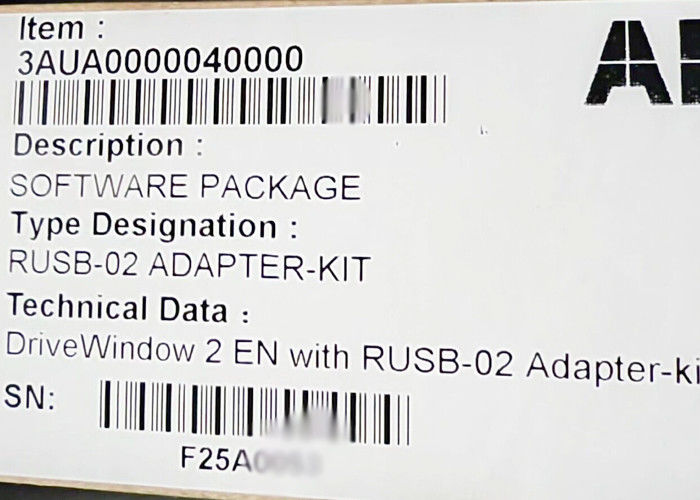 Item :
3AUA0000040000
Description :
SOFTWARE PACKAGE
Type Designation :
RUSB-02 ADAPTER-KIT
Technical Data :
DriveWindow 2 EN with RUSB-02 Adapter-ki
SN: